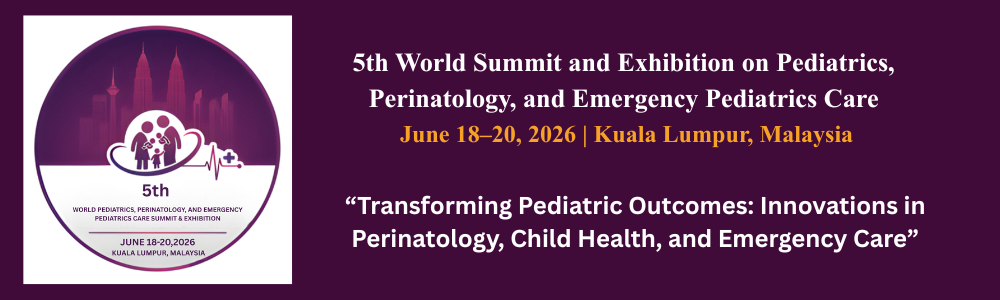 5th
WORLD PEDIATRICS, PERINATOLOGY, AND EMERGENCY
PEDIATRICS CARE SUMMIT & EXHIBITION
JUNE 18-20,2026
KUALA LUMPUR, MALAYSIA
5th World Summit and Exhibition on Pediatrics,
Perinatology, and Emergency Pediatrics Care
June 18–20, 2026 | Kuala Lumpur, Malaysia
“Transforming Pediatric Outcomes: Innovations in
Perinatology, Child Health, and Emergency Care”